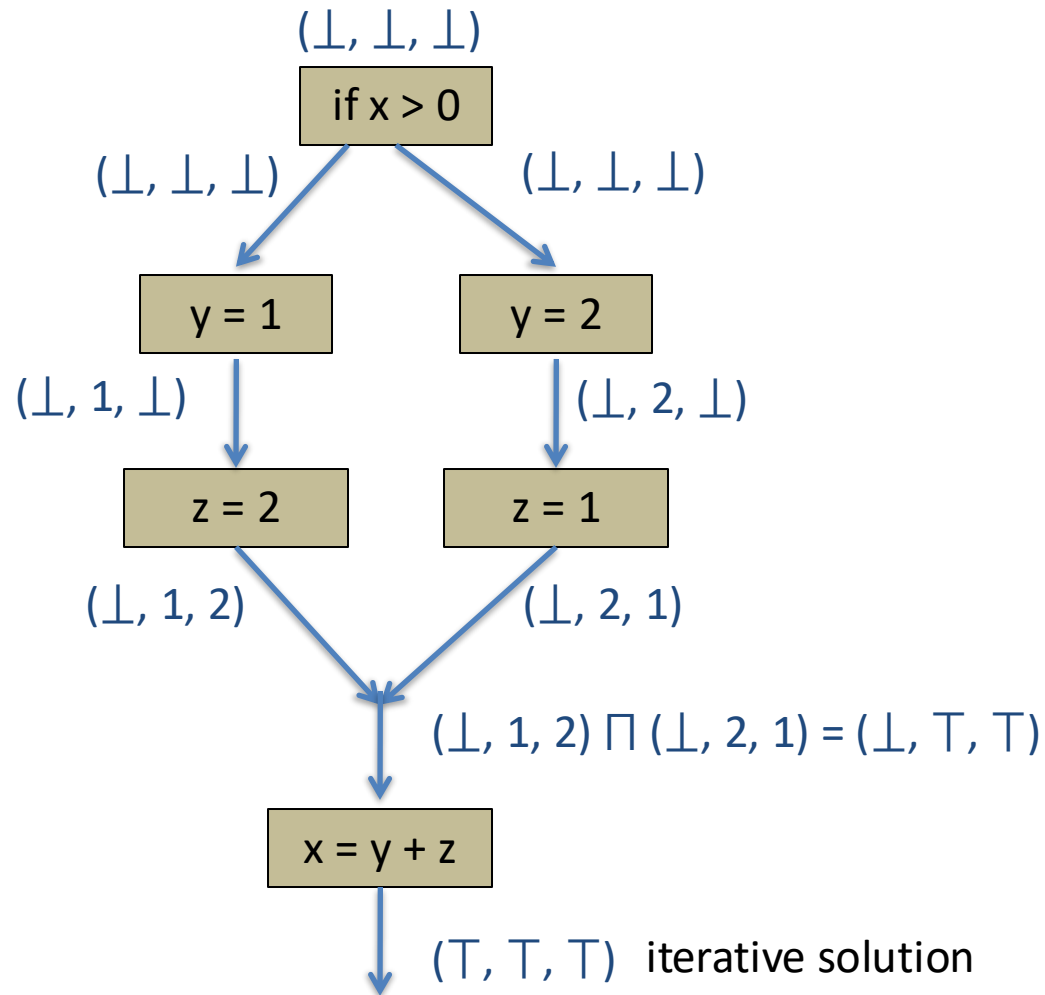 (⊥, ⊥, ⊥)
if x > 0
(⊥, ⊥, ⊥)
(⊥, ⊥, ⊥)
y = 1
y = 2
(⊥, 1, ⊥)
(⊥, 2, ⊥)
z = 2
z = 1
(⊥, 1, 2)
(⊥, 2, 1)
(⊥, 1, 2) ⊓ (⊥, 2, 1) = (⊥, ⊤, ⊤)
x = y + z
(⊤, ⊤, ⊤) iterative solution